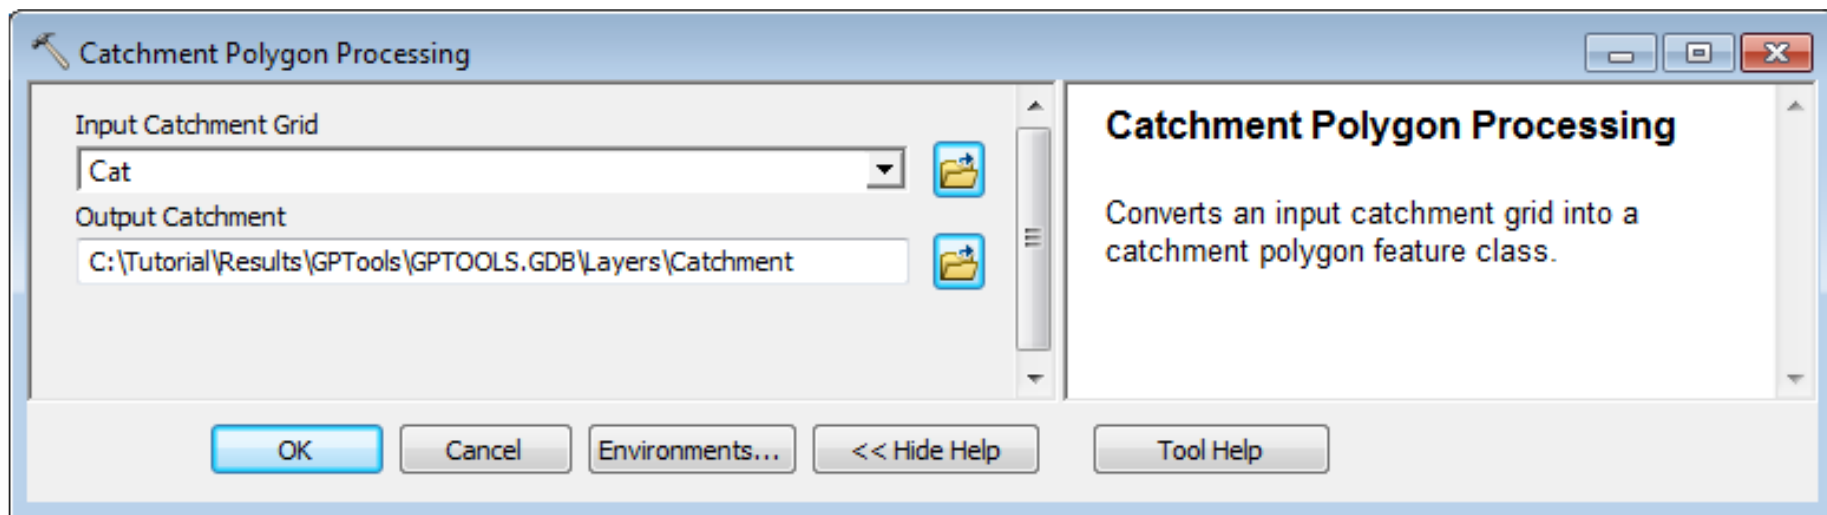 Catchment Polygon Processing
Input Catchment Grid
Cat
Output Catchment
C:\Tutorial\Results\GPTools\GPTOOLS.GDB\Layers\Catchment
Catchment Polygon Processing
Converts an input catchment grid into a
catchment polygon feature class.
OK
Cancel
Environments...
<< Hide Help
Tool Help